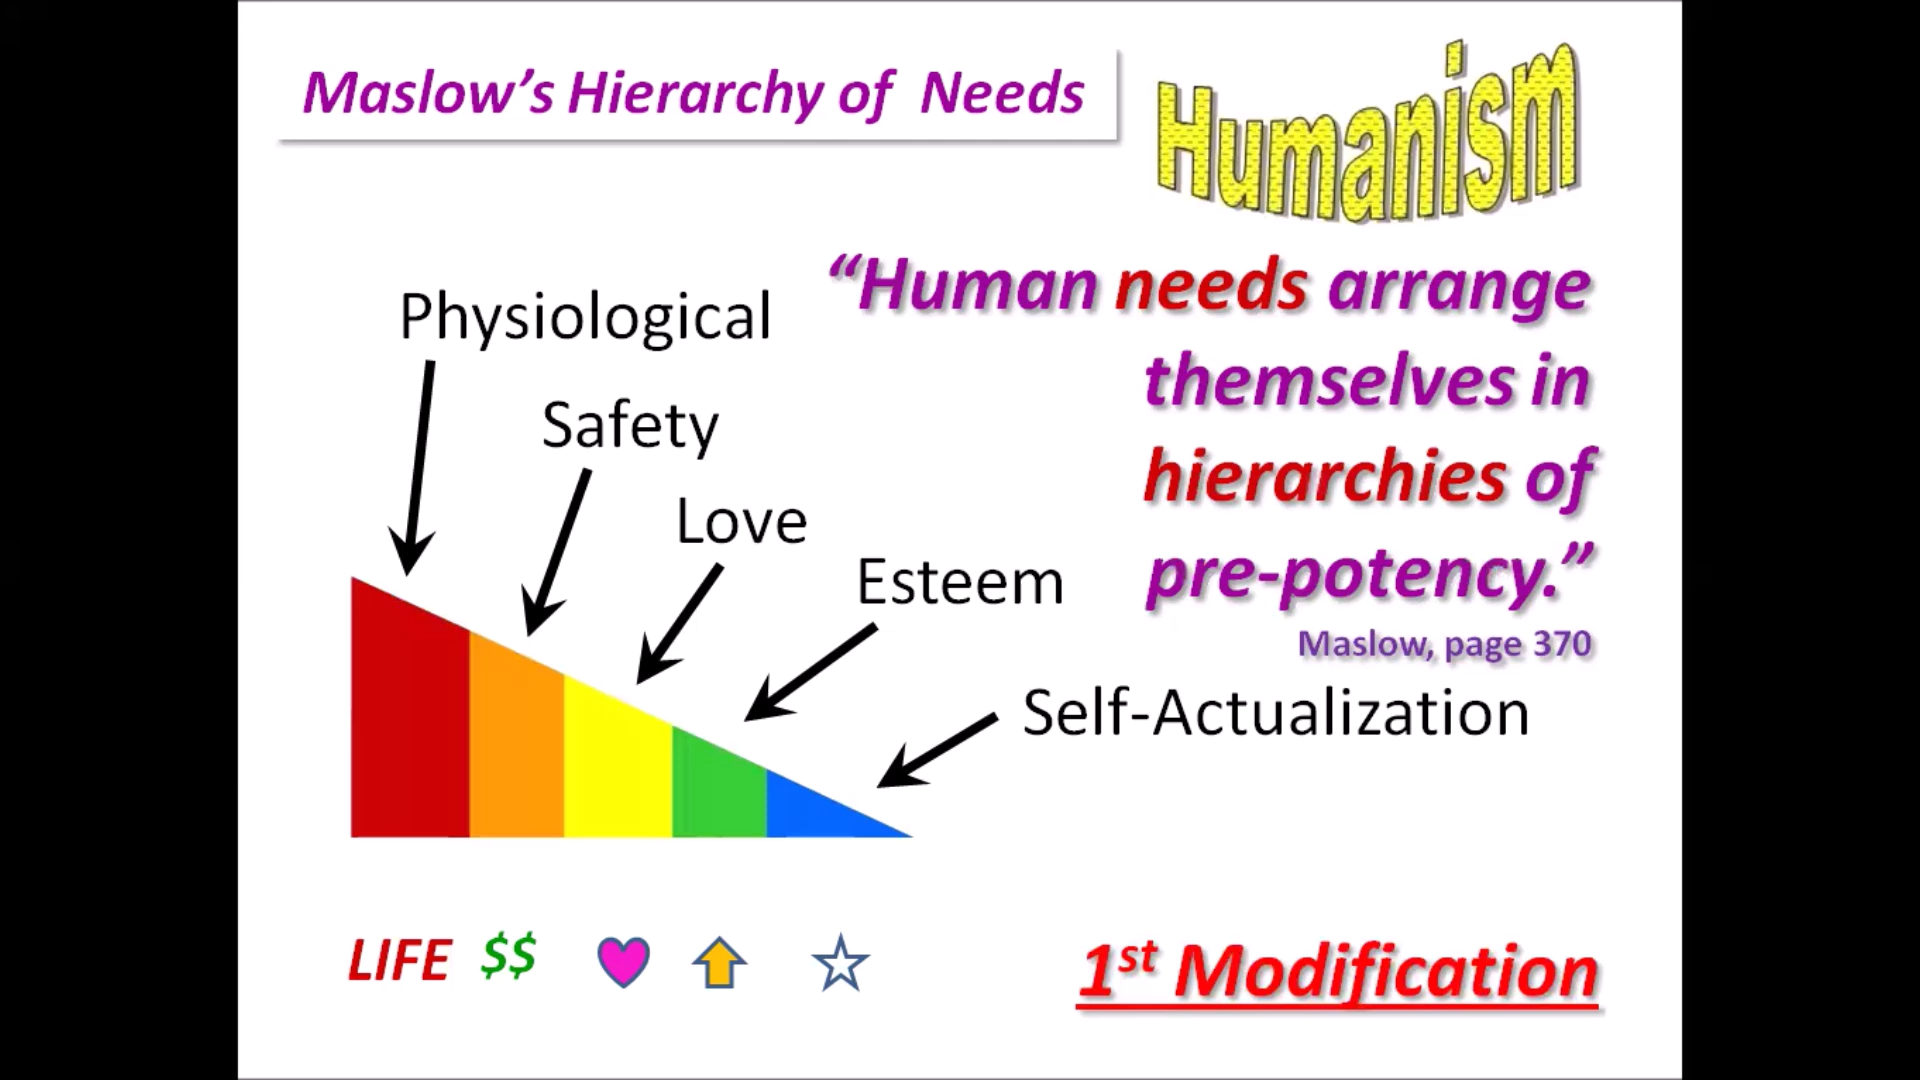 Maslow's Hierarchy of Needs
Humanism
"Human needs arrange
themselves in
hierarchies of
pre-potency."
Maslow, page 370
Physiological
Safety
Love
Esteem
Self-Actualization
LIFE $$
1st Modification